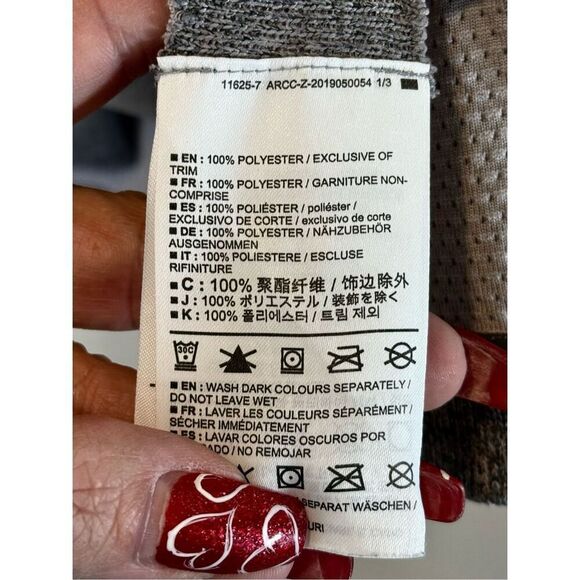 11625-7 ARCC-Z-2019050054 1/3
■ EN : 100% POLYESTER / EXCLUSIVE OF
TRIM
■ FR : 100% POLYESTER / GARNITURE NON-
COMPRISE
■ ES : 100% POLIÉSTER / poliéster /
EXCLUSIVO DE CORTE / exclusivo de corte
■ DE : 100% POLYESTER / NÄHZUBEHÖR
AUSGENOMMEN
■ IT : 100% POLIESTERE / ESCLUSE
RIFINITURE
■ C : 100% 聚酯纤维 / 饰边除外
■ J : 100% ポリエステル / 装飾を除く
■ K : 100% 폴리에스터 / 트림 제외
30C
■ EN : WASH DARK COLOURS SEPARATELY /
DO NOT LEAVE WET
■ FR : LAVER LES COULEURS SÉPARÉMENT /
SÉCHER IMMÉDIATEMENT
■ ES : LAVAR COLORES OSCUROS POR
ADO / NO REMOJAR
SEPARAT WÄSCHEN /
URI